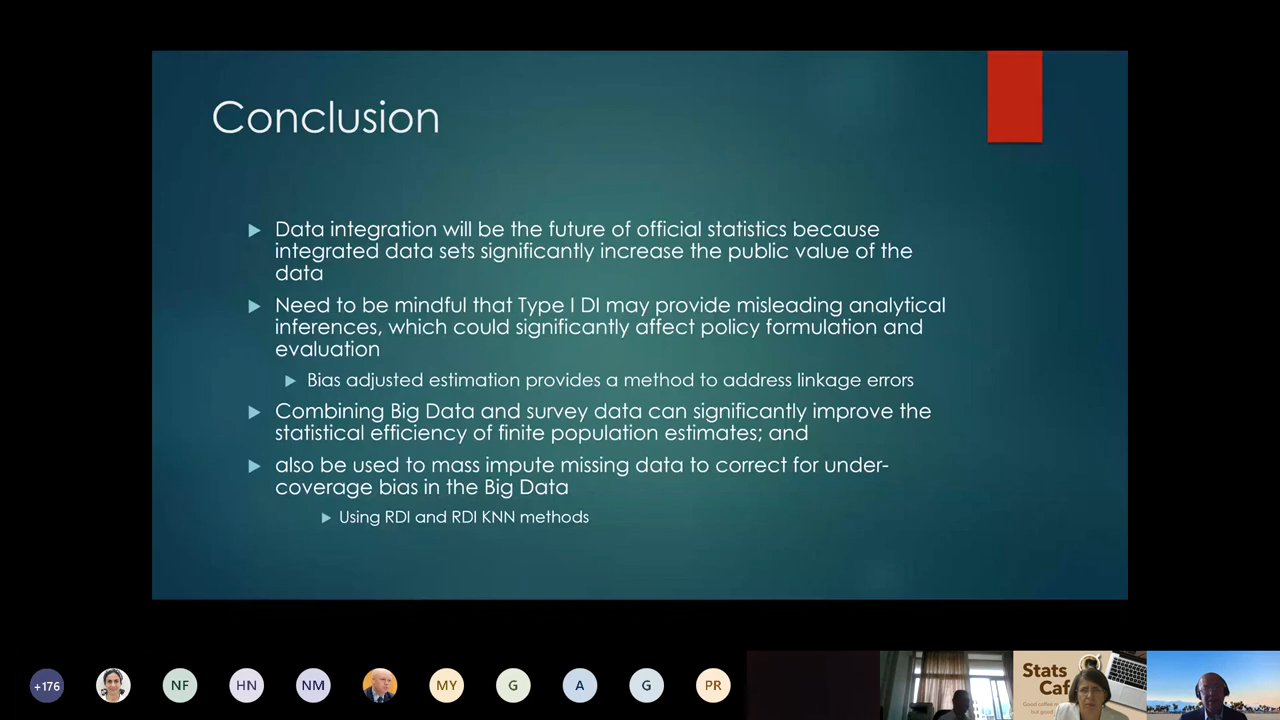 Conclusion
Data integration will be the future of official statistics because
integrated data sets significantly increase the public value of the
data
Need to be mindful that Type I DI may provide misleading analytical
inferences, which could significantly affect policy formulation and
evaluation
Bias adjusted estimation provides a method to address linkage errors
Combining Big Data and survey data can significantly improve the
statistical efficiency of finite population estimates; and
also be used to mass impute missing data to correct for under-
coverage bias in the Big Data
Using RDI and RDI KNN methods
+176
NF
HN
NM
MY
G
A
G
PR
Stats
Caf
Good coffee
but good